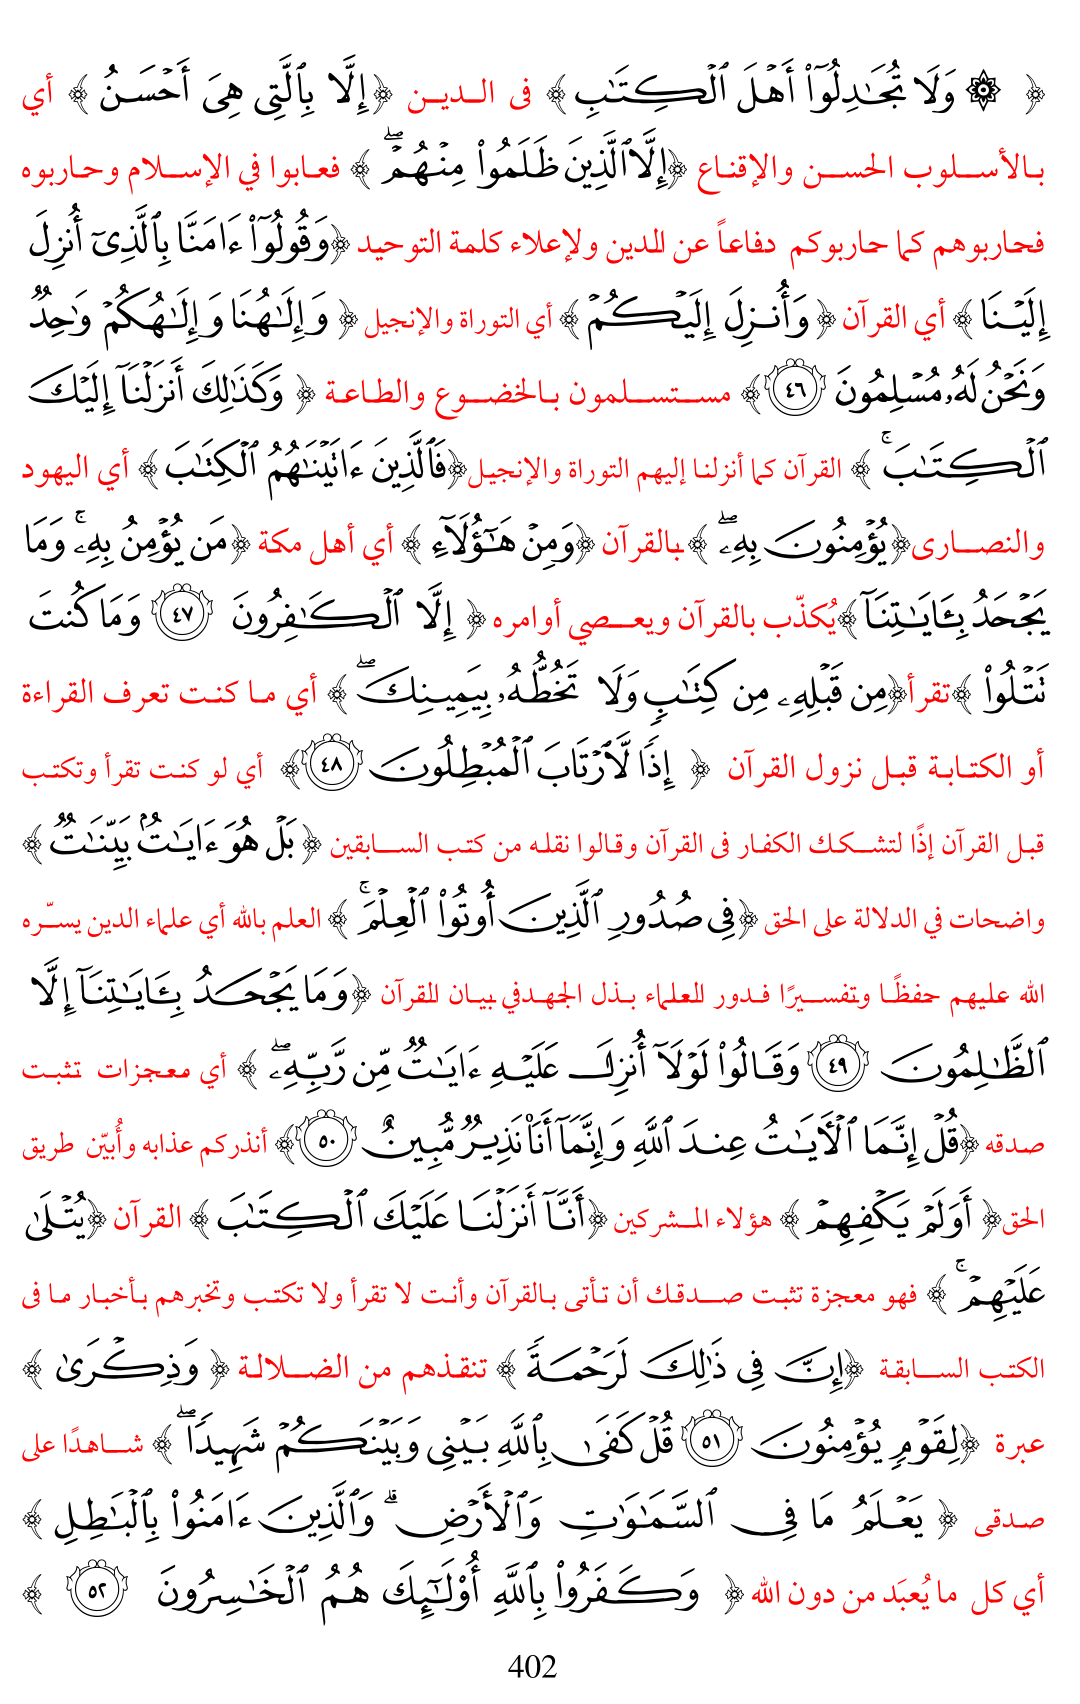 ﴿ ۞ وَلَا تُجَٰدِلُوٓا۟ أَهْلَ ٱلْكِتَٰبِ ﴾ فى الـديـن ﴿إِلَّا بِٱلَّتِى هِىَ أَحْسَنُ ﴾ أي
بالأسلوب الحسن والإقناع ﴿إِلَّا ٱلَّذِينَ ظَلَمُوا۟ مِنْهُمْ ۖ ﴾ فعابوا في الإسلام وحاربوه
فحاربوهم كما حاربوكم دفاعاً عن الدين ولإعلاء كلمة التوحيد ﴿وَقُولُوٓا۟ ءَامَنَّا بِٱلَّذِىٓ أُنزِلَ
إِلَيْنَا ﴾ أي القرآن ﴿ وَأُنزِلَ إِلَيْكُمْ ﴾ أي التوراة والإنجيل ﴿ وَإِلَٰهُنَا وَإِلَٰهُكُمْ وَٰحِدٌ
وَنَحْنُ لَهُۥ مُسْلِمُونَ ٤٦ ﴾ مستسلمون بالخضوع والطاعة ﴿ وَكَذَٰلِكَ أَنزَلْنَآ إِلَيْكَ
ٱلْكِتَٰبَ ۚ ﴾ القرآن كما أنزلنا إليهم التوراة والإنجيل ﴿فَٱلَّذِينَ ءَاتَيْنَٰهُمُ ٱلْكِتَٰبَ ﴾ أي اليهود
والنصارى ﴿يُؤْمِنُونَ بِهِۦ ۖ ﴾ بالقرآن ﴿وَمِنْ هَٰٓؤُلَآءِ ﴾ أي أهل مكة ﴿مَن يُؤْمِنُ بِهِۦ ۚ وَمَا
يَجْحَدُ بِـَٔايَٰتِنَآ ﴾ يُكذّب بالقرآن ويعصي أوامره ﴿ إِلَّا ٱلْكَٰفِرُونَ ٤٧ وَمَا كُنتَ
تَتْلُوا۟ ﴾ تقرأ ﴿مِن قَبْلِهِۦ مِن كِتَٰبٍ وَلَا تَخُطُّهُۥ بِيَمِينِكَ ۖ ﴾ أي ما كنت تعرف القراءة
أو الكتابة قبل نزول القرآن ﴿ إِذًا لَّٱرْتَابَ ٱلْمُبْطِلُونَ ٤٨ ﴾ أي لو كنت تقرأ وتكتب
قبل القرآن إذًا لتشكك الكفار فى القرآن وقالوا نقله من كتب السابقين ﴿ بَلْ هُوَ ءَايَٰتٌۢ بَيِّنَٰتٌ ﴾
واضحات في الدلالة على الحق ﴿فِى صُدُورِ ٱلَّذِينَ أُوتُوا۟ ٱلْعِلْمَ ۚ ﴾ العلم بالله أي علماء الدين يسّره
الله عليهم حفظًا وتفسيرًا فدور العلماء بذل الجهد في بيان للقرآن ﴿وَمَا يَجْحَدُ بِـَٔايَٰتِنَآ إِلَّا
ٱلظَّٰلِمُونَ ٤٩ وَقَالُوا۟ لَوْلَآ أُنزِلَ عَلَيْهِ ءَايَٰتٌ مِّن رَّبِّهِۦ ۖ ﴾ أي معجزات تثبت
صدقه ﴿قُلْ إِنَّمَا ٱلْـَٔايَٰتُ عِندَ ٱللَّهِ وَإِنَّمَآ أَنَا۠ نَذِيرٌ مُّبِينٌ ٥٠ ﴾ أنذركم عذابه وأُبيّن طريق
الحق ﴿ أَوَلَمْ يَكْفِهِمْ ﴾ هؤلاء المشركين ﴿أَنَّآ أَنزَلْنَا عَلَيْكَ ٱلْكِتَٰبَ ﴾ القرآن ﴿يُتْلَىٰ
عَلَيْهِمْ ۚ ﴾ فهو معجزة تثبت صدقك أن تأتى بالقرآن وأنت لا تقرأ ولا تكتب وتخبرهم بأخبار ما فى
الكتب السابقة ﴿إِنَّ فِى ذَٰلِكَ لَرَحْمَةً ﴾ تنقذهم من الضلالة ﴿ وَذِكْرَىٰ ﴾
عبرة ﴿لِقَوْمٍ يُؤْمِنُونَ ٥١ قُلْ كَفَىٰ بِٱللَّهِ بَيْنِى وَبَيْنَكُمْ شَهِيدًا ۖ ﴾ شاهدًا على
صدقى ﴿ يَعْلَمُ مَا فِى ٱلسَّمَٰوَٰتِ وَٱلْأَرْضِ ۗ وَٱلَّذِينَ ءَامَنُوا۟ بِٱلْبَٰطِلِ ﴾
أي كل ما يُعبَد من دون الله ﴿ وَكَفَرُوا۟ بِٱللَّهِ أُو۟لَٰٓئِكَ هُمُ ٱلْخَٰسِرُونَ ٥٢ ﴾
402